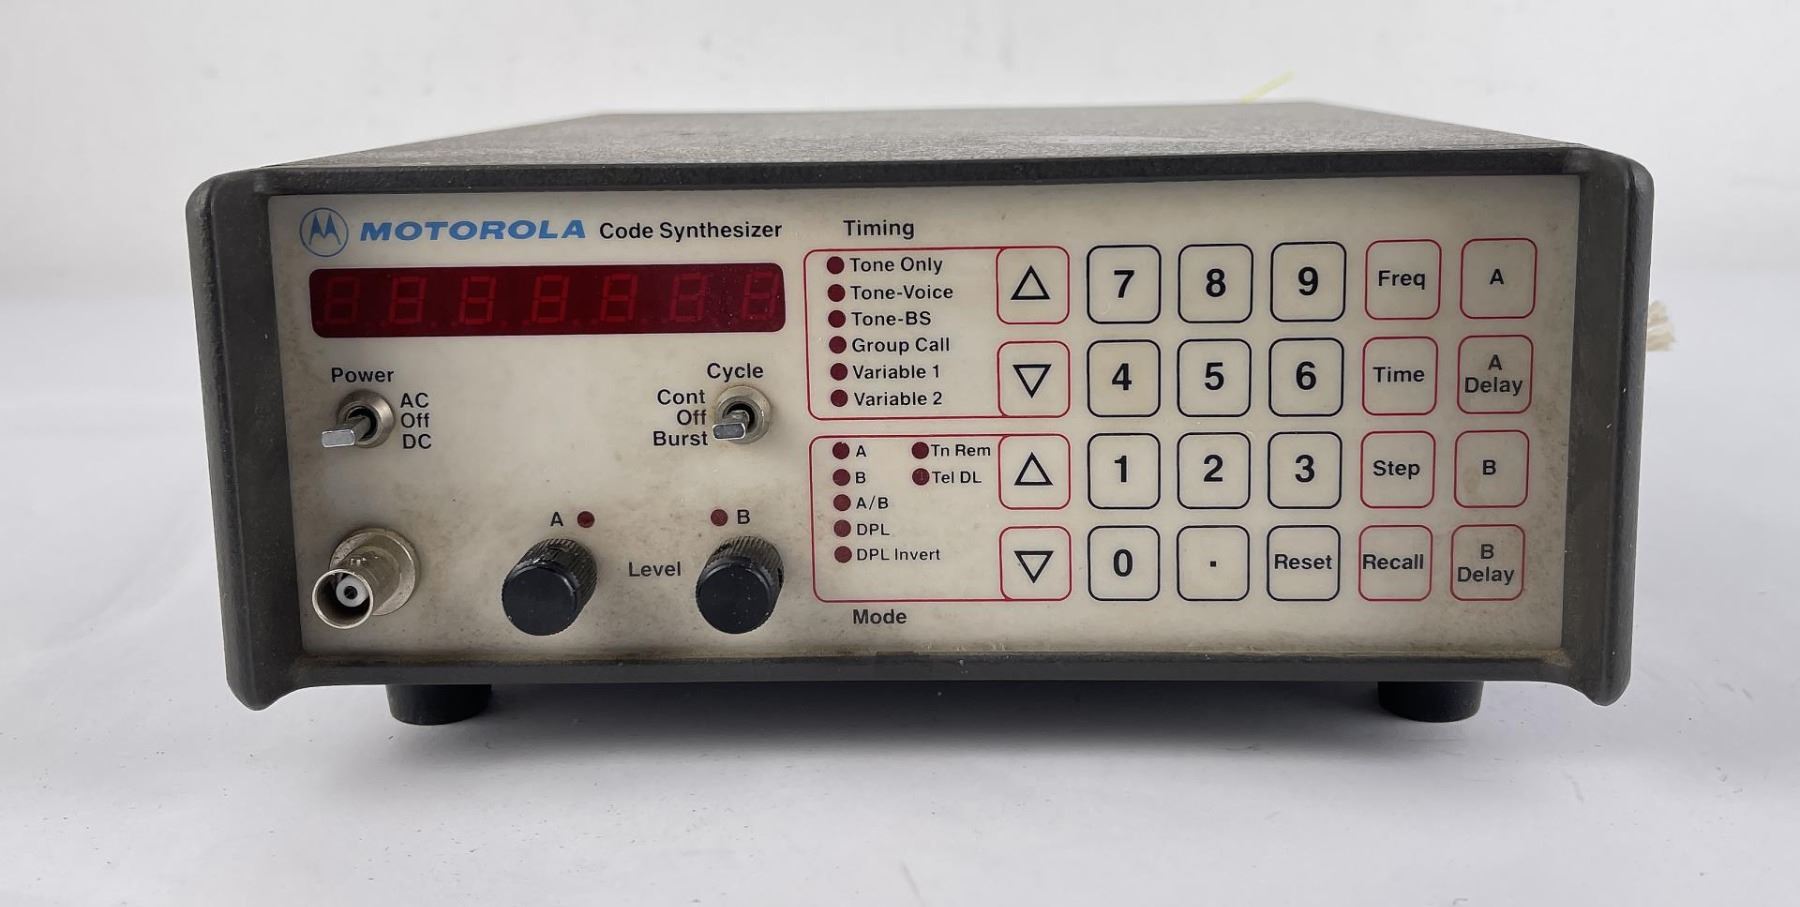 MOTOROLA Code Synthesizer
Power
AC
Off
DC
Cycle
Cont
Off
Burst
A
B
Level
Timing
Tone Only
Tone-Voice
Tone-BS
Group Call
Variable 1
Variable 2
A
B
A/B
DPL
DPL Invert
Tn Rem
Tel DL
Mode
7 8 9 Freq A
4 5 6 Time A
Delay
1 2 3 Step B
0 . Reset Recall B
Delay